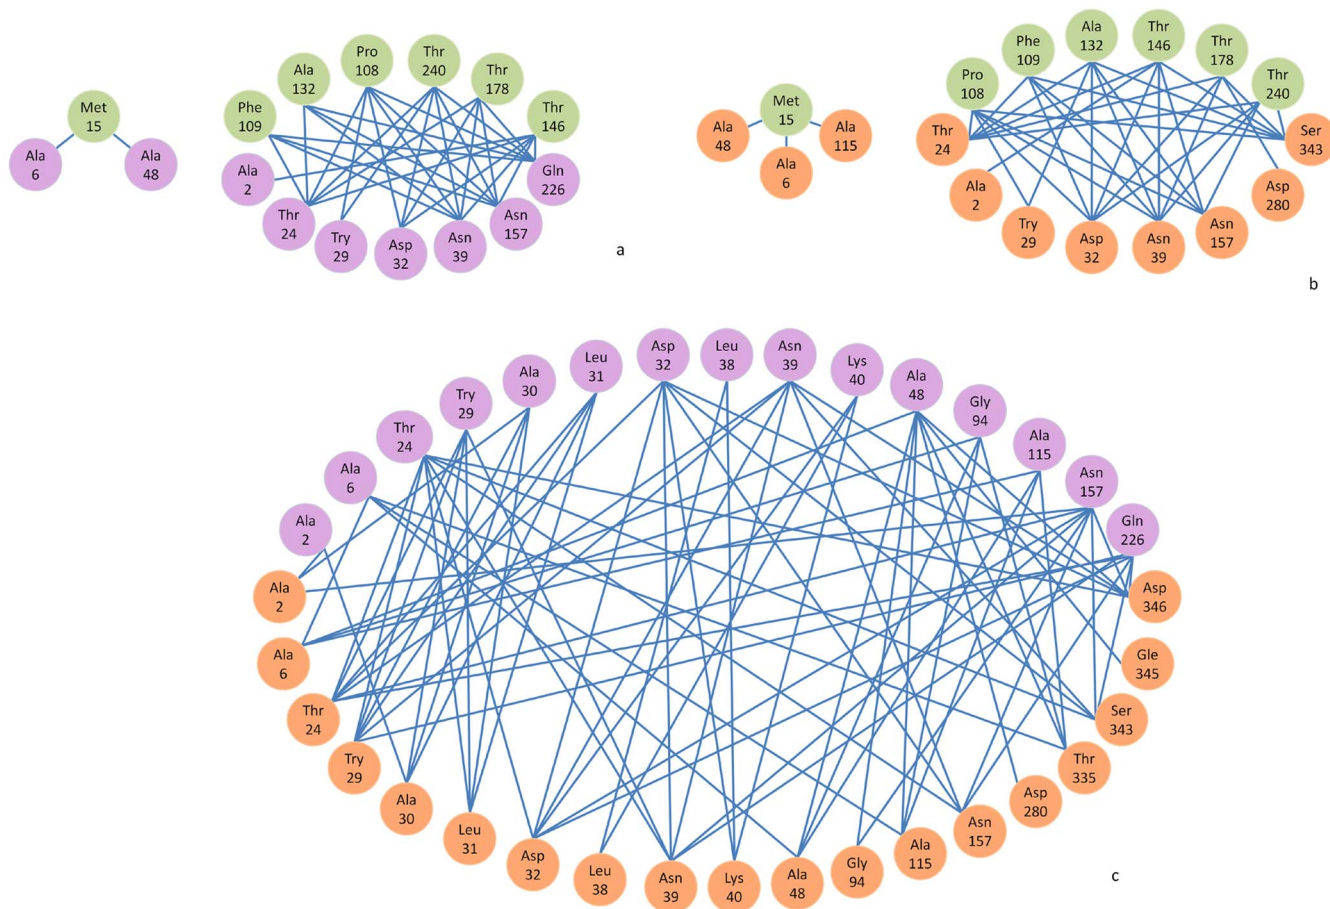 Met
15
Ala
6
Ala
48
Phe
109
Ala
132
Pro
108
Thr
240
Thr
178
Thr
146
Ala
2
Thr
24
Try
29
Asp
32
Asn
39
Asn
157
Gln
226
a
Met
15
Ala
48
Ala
6
Ala
115
Pro
108
Phe
109
Ala
132
Thr
146
Thr
178
Thr
240
Thr
24
Ala
2
Try
29
Asp
32
Asn
39
Asn
157
Asp
280
Ser
343
b
Ala
2
Ala
6
Thr
24
Try
29
Ala
30
Leu
31
Asp
32
Leu
38
Asn
39
Lys
40
Ala
48
Gly
94
Ala
115
Asn
157
Gln
226
Ala
2
Ala
6
Thr
24
Try
29
Ala
30
Leu
31
Asp
32
Leu
38
Asn
39
Lys
40
Ala
48
Gly
94
Ala
115
Asn
157
Asp
280
Thr
335
Ser
343
Gle
345
Asp
346
c